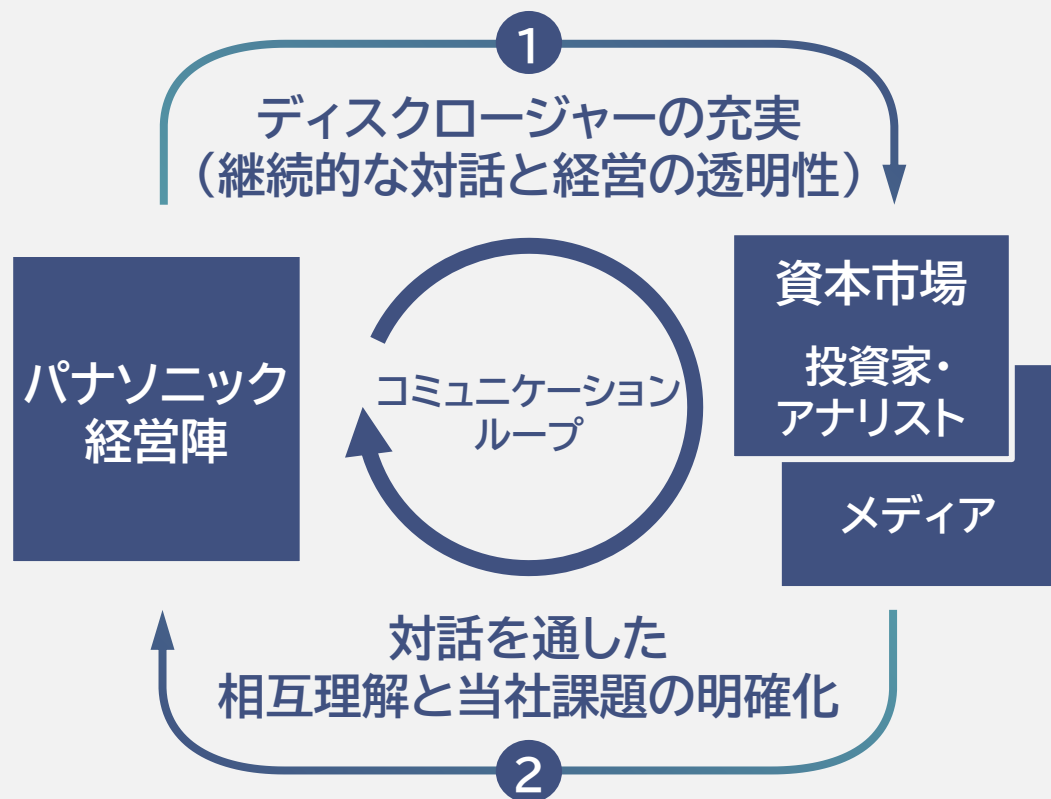 1
ディスクロージャーの充実
（継続的な対話と経営の透明性）
パナソニック
経営陣
コミュニケーション
ループ
資本市場
投資家・
アナリスト
メディア
対話を通した
相互理解と当社課題の明確化
2